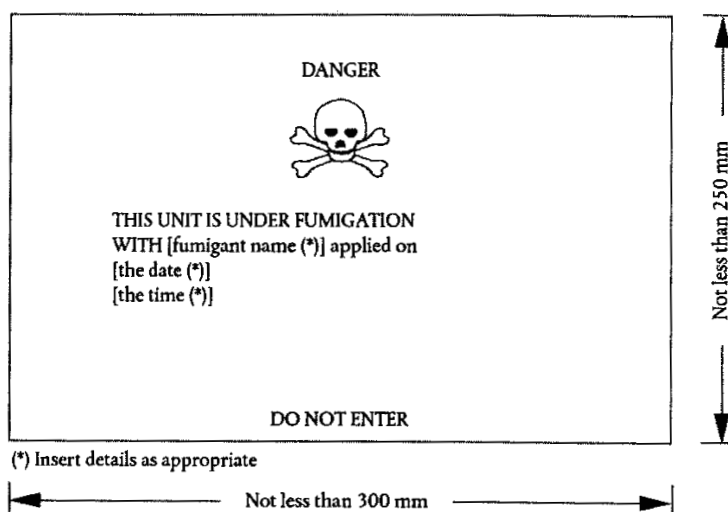 DANGER
THIS UNIT IS UNDER FUMIGATION
WITH [fumigant name (*)] applied on
[the date (*)]
[the time (*)]
DO NOT ENTER
(*) Insert details as appropriate
Not less than 300 mm
Not less than 250 mm